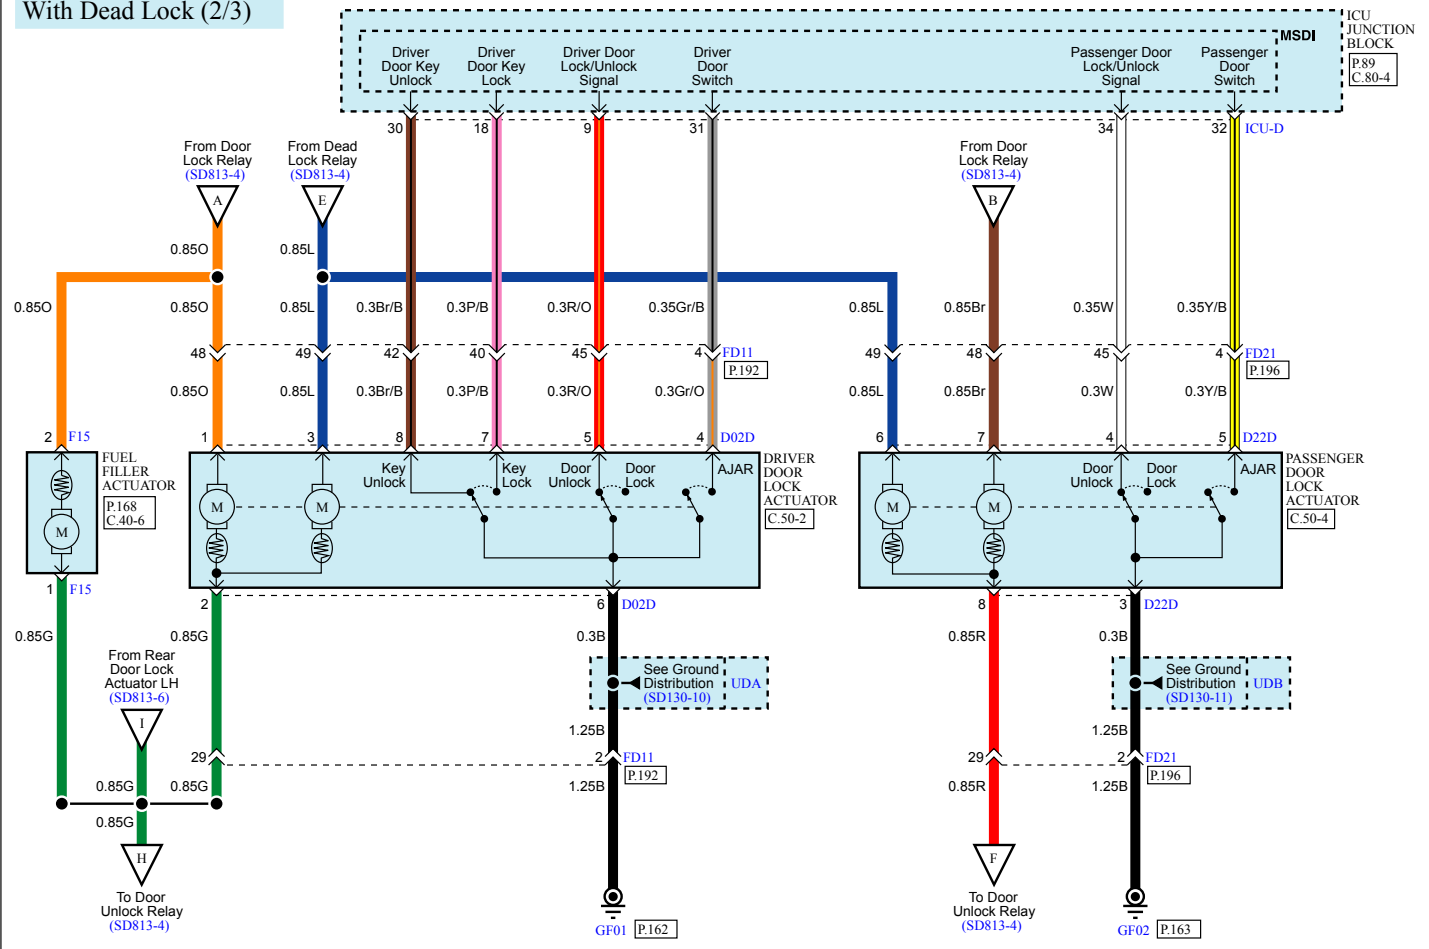 With Dead Lock (2/3)
ICU
JUNCTION
BLOCK
P.89
C.80-4
MSDI
Driver
Door Key
Unlock
Driver
Door Key
Lock
Driver Door
Lock/Unlock
Signal
Driver
Door
Switch
Passenger Door
Lock/Unlock
Signal
Passenger
Door
Switch
30
18
9
31
34
32
ICU-D
From Door
Lock Relay
(SD813-4)
A
From Dead
Lock Relay
(SD813-4)
E
From Door
Lock Relay
(SD813-4)
B
0.85O
0.85L
0.85O
0.85O
0.85L
0.3Br/B
0.3P/B
0.3R/O
0.35Gr/B
0.85L
0.85Br
0.35W
0.35Y/B
48
49
42
40
45
4
FD11
P.192
49
48
45
4
FD21
P.196
0.85O
0.85L
0.3Br/B
0.3P/B
0.3R/O
0.3Gr/O
0.85L
0.85Br
0.3W
0.3Y/B
2
F15
1
3
8
7
5
4
D02D
6
7
4
5
D22D
FUEL
FILLER
ACTUATOR
P.168
C.40-6
M
Key
Unlock
Key
Lock
Door
Unlock
Door
Lock
AJAR
M
M
DRIVER
DOOR
LOCK
ACTUATOR
C.50-2
Door
Unlock
Door
Lock
AJAR
M
M
PASSENGER
DOOR
LOCK
ACTUATOR
C.50-4
1
F15
2
6
D02D
8
3
D22D
0.85G
0.85G
0.3B
0.85R
0.3B
From Rear
Door Lock
Actuator LH
(SD813-6)
I
See Ground
Distribution
(SD130-10)
UDA
See Ground
Distribution
(SD130-11)
UDB
1.25B
1.25B
29
2
FD11
P.192
29
2
FD21
P.196
0.85G
0.85G
1.25B
0.85R
1.25B
0.85G
H
F
To Door
Unlock Relay
(SD813-4)
To Door
Unlock Relay
(SD813-4)
GF01
P.162
GF02
P.163